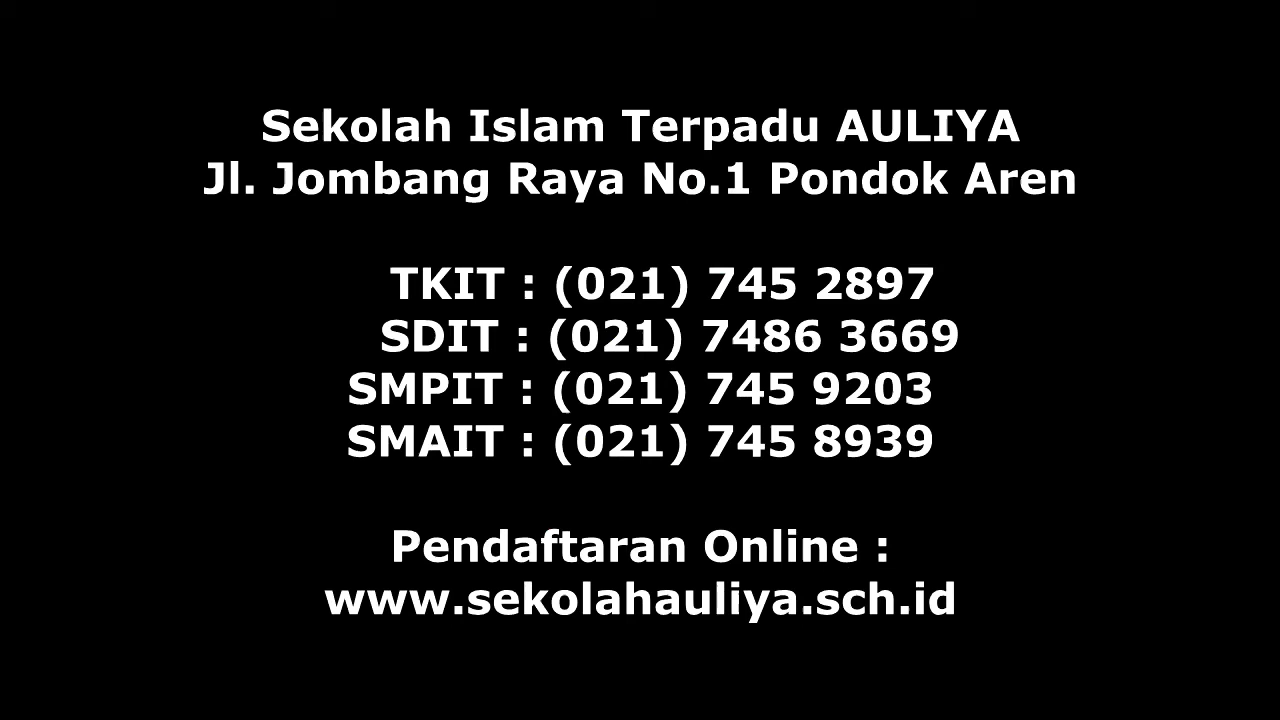 Sekolah Islam Terpadu AULIYA
Jl. Jombang Raya No.1 Pondok Aren
TKIT : (021) 745 2897
SDIT : (021) 7486 3669
SMPIT : (021) 745 9203
SMAIT : (021) 745 8939
Pendaftaran Online :
www.sekolahauliya.sch.id